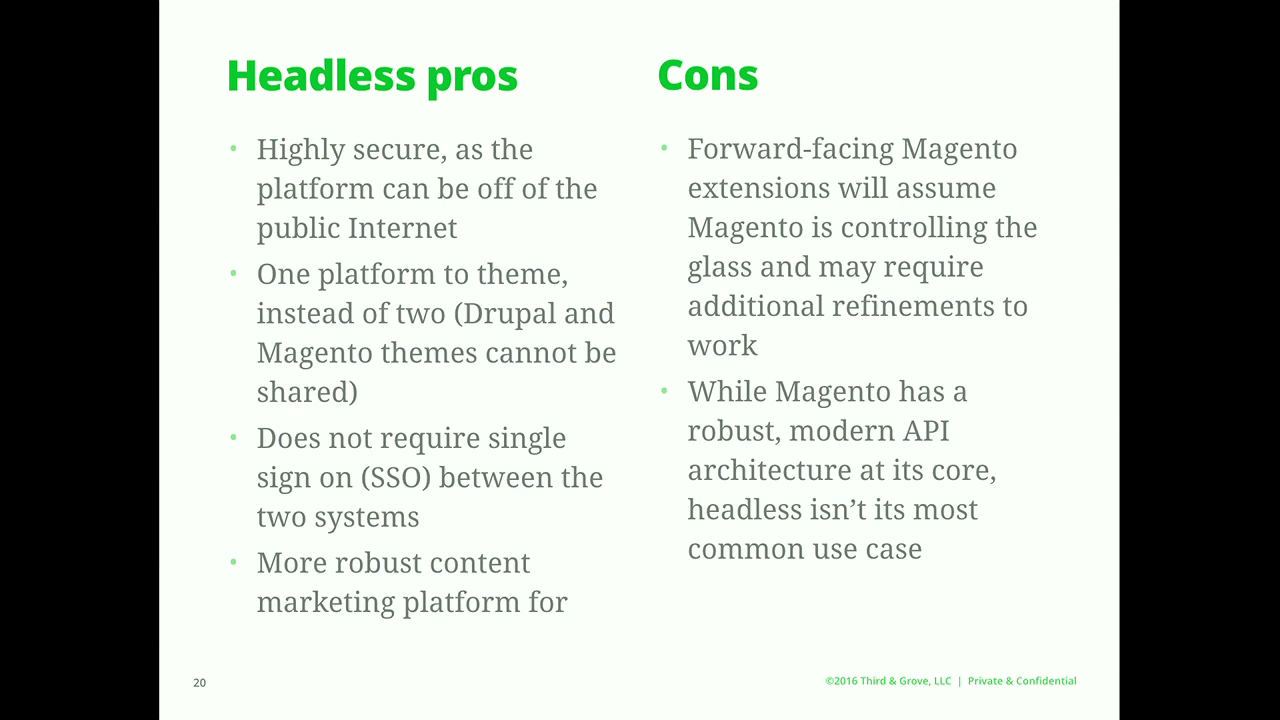 Headless pros
• Highly secure, as the
platform can be off of the
public Internet
• One platform to theme,
instead of two (Drupal and
Magento themes cannot be
shared)
• Does not require single
sign on (SSO) between the
two systems
• More robust content
marketing platform for
Cons
• Forward-facing Magento
extensions will assume
Magento is controlling the
glass and may require
additional refinements to
work
• While Magento has a
robust, modern API
architecture at its core,
headless isn’t its most
common use case
20
©2016 Third & Grove, LLC | Private & Confidential